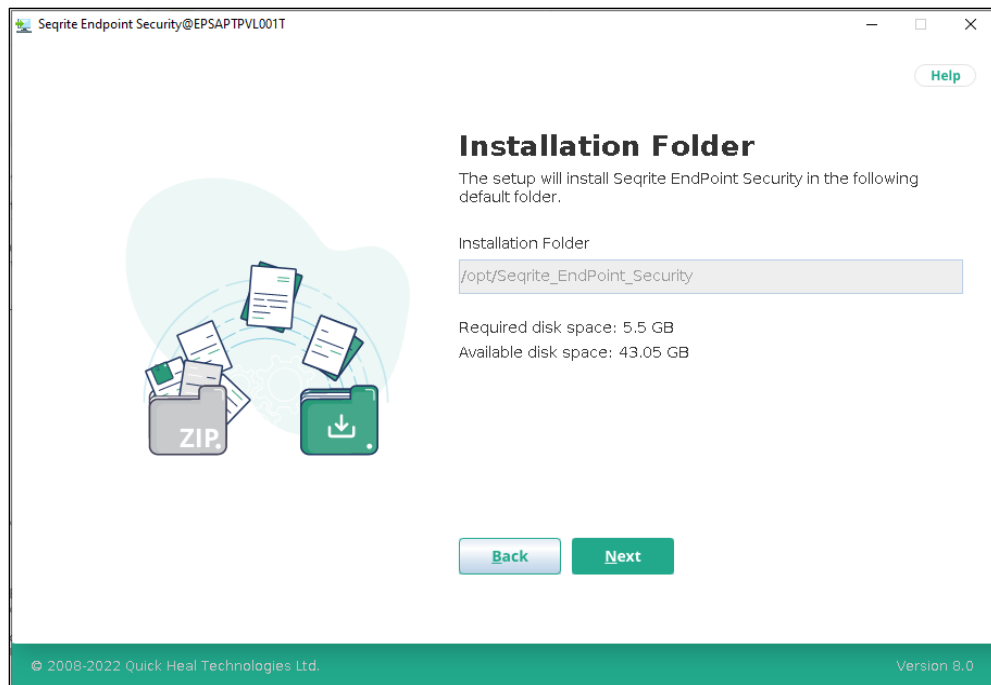 Seqrite Endpoint Security@EPSAPTPVL001T
Help
Installation Folder
The setup will install Seqrite EndPoint Security in the following
default folder.
Installation Folder
/opt/Seqrite_EndPoint_Security
Required disk space: 5.5 GB
Available disk space: 43.05 GB
ZIP
Back
Next
© 2008-2022 Quick Heal Technologies Ltd.
Version 8.0